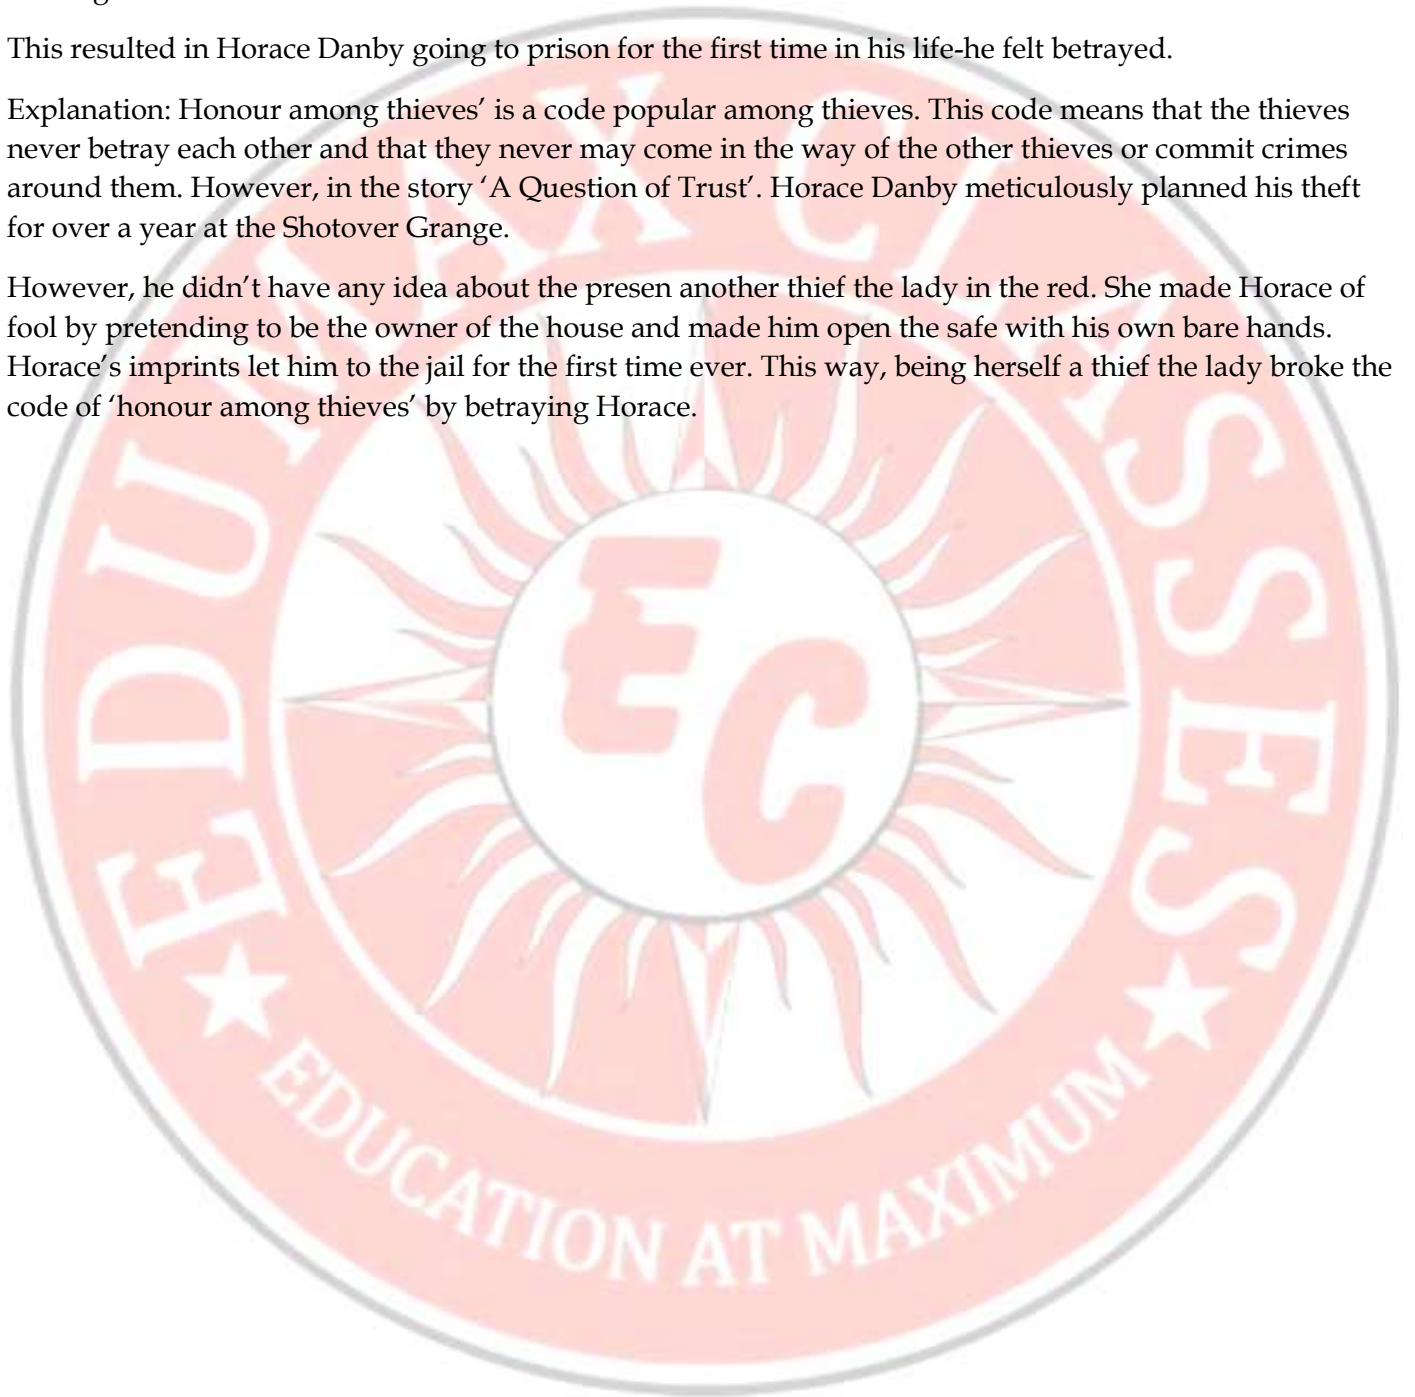 This resulted in Horace Danby going to prison for the first time in his life-he felt betrayed.
Explanation: Honour among thieves’ is a code popular among thieves. This code means that the thieves
never betray each other and that they never may come in the way of the other thieves or commit crimes
around them. However, in the story ‘A Question of Trust’. Horace Danby meticulously planned his theft
for over a year at the Shotover Grange.
However, he didn’t have any idea about the presen another thief the lady in the red. She made Horace of
fool by pretending to be the owner of the house and made him open the safe with his own bare hands.
Horace’s imprints let him to the jail for the first time ever. This way, being herself a thief the lady broke the
code of ‘honour among thieves’ by betraying Horace.
EDUMAX CLASSES
EC
EDUCATION AT MAXIMUM